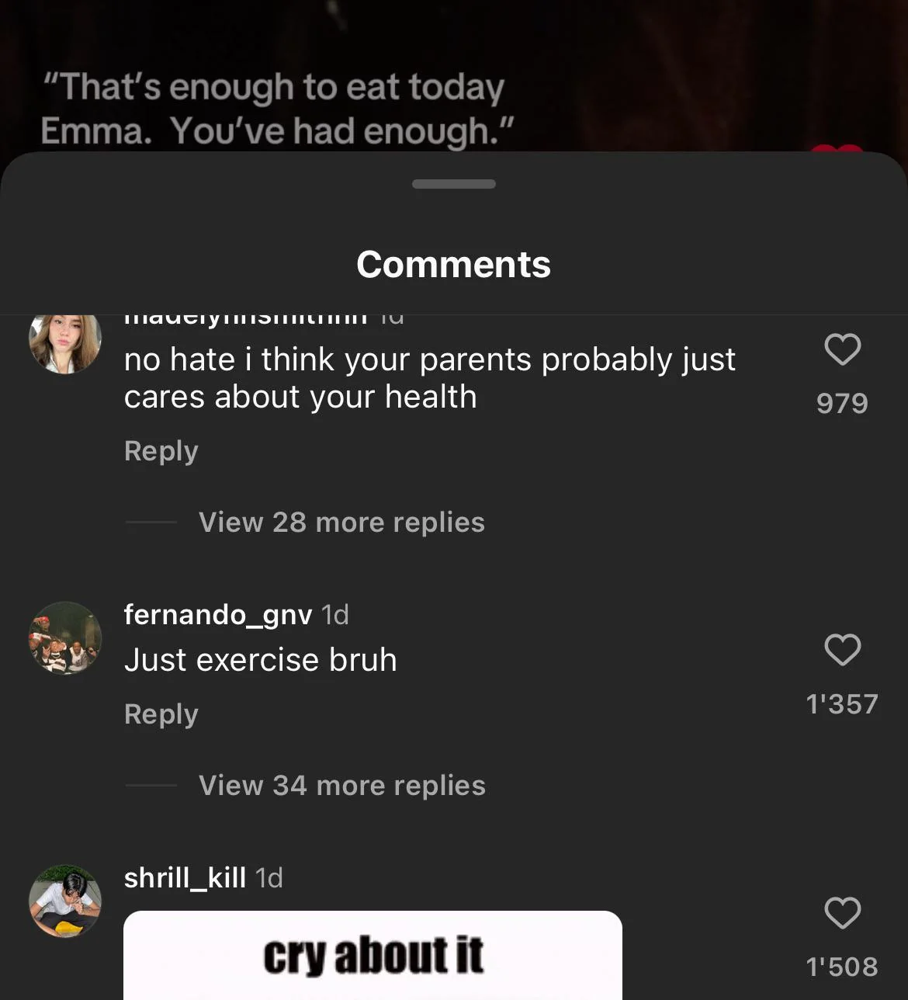 “That’s enough to eat today
Emma.  You’ve had enough.”
Comments
1d
no hate i think your parents probably just
cares about your health
979
Reply
View 28 more replies
fernando_gnv 1d
Just exercise bruh
1'357
Reply
View 34 more replies
shrill_kill 1d
cry about it
1'508